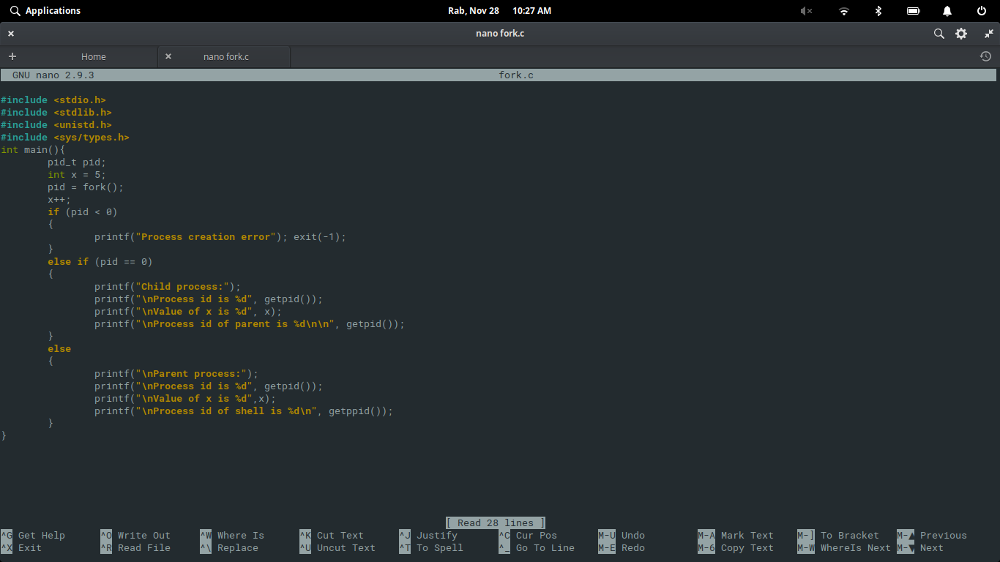 Applications Rab, Nov 28 10:27 AM
nano fork.c
Home nano fork.c
GNU nano 2.9.3 fork.c
#include <stdio.h>
#include <stdlib.h>
#include <unistd.h>
#include <sys/types.h>
int main(){
        pid_t pid;
        int x = 5;
        pid = fork();
        x++;
        if (pid < 0)
        {
                printf("Process creation error"); exit(-1);
        }
        else if (pid == 0)
        {
                printf("Child process:");
                printf("\nProcess id is %d", getpid());
                printf("\nValue of x is %d", x);
                printf("\nProcess id of parent is %d\n\n", getpid());
        }
        else
        {
                printf("\nParent process:");
                printf("\nProcess id is %d", getpid());
                printf("\nValue of x is %d",x);
                printf("\nProcess id of shell is %d\n", getppid());
        }
}
[ Read 28 lines ]
^G Get Help ^O Write Out ^W Where Is ^K Cut Text ^J Justify ^C Cur Pos M-U Undo M-A Mark Text M-] To Bracket M-▲ Previous
^X Exit ^R Read File ^\ Replace ^U Uncut Text ^T To Spell ^_ Go To Line M-E Redo M-6 Copy Text M-W WhereIs Next M-▼ Next